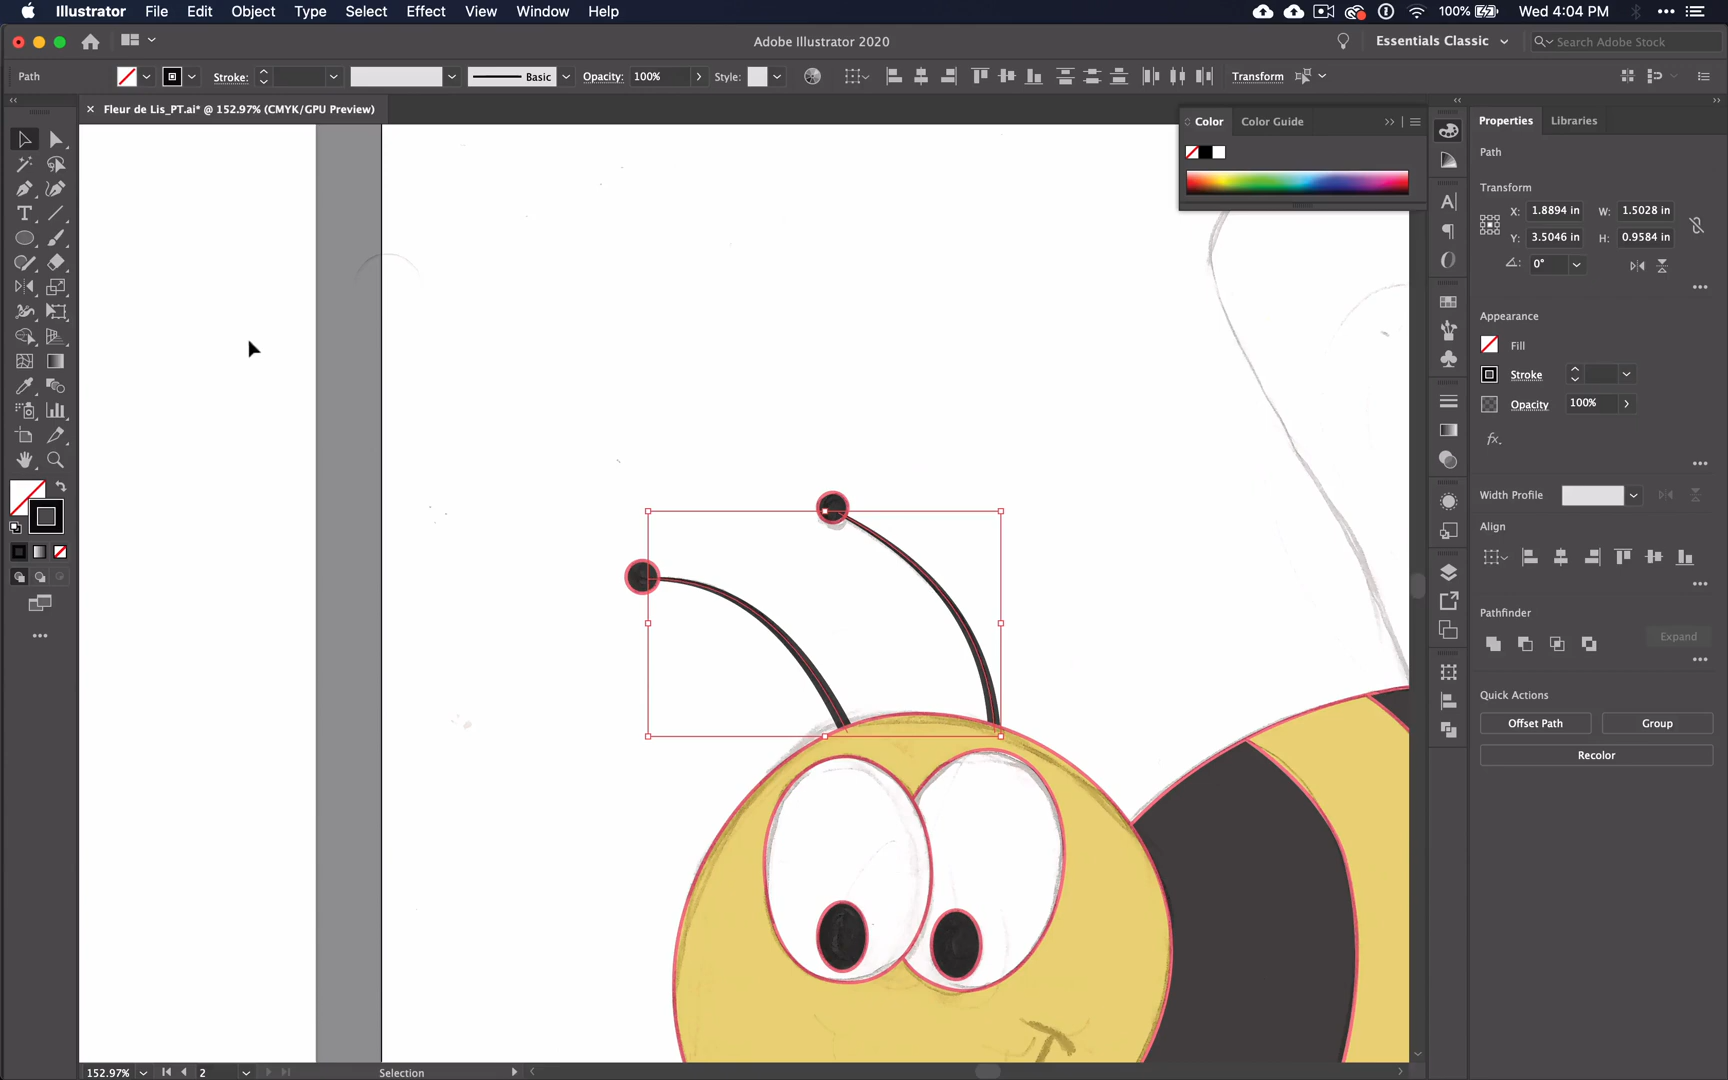 Illustrator File Edit Object Type Select Effect View Window Help 100% Wed 4:04 PM
Adobe Illustrator 2020 Essentials Classic Search Adobe Stock
Path Stroke: Basic Opacity: 100% Style: Transform
Fleur de Lis_PT.ai* @ 152.97% (CMYK/GPU Preview)
Color Color Guide
Properties Libraries
Path
Transform
X: 1.8894 in W: 1.5028 in
Y: 3.5046 in H: 0.9584 in
0°
Appearance
Fill
Stroke
Opacity 100%
fx.
Width Profile
Align
Pathfinder
Expand
Quick Actions
Offset Path Group
Recolor
152.97% 2 Selection